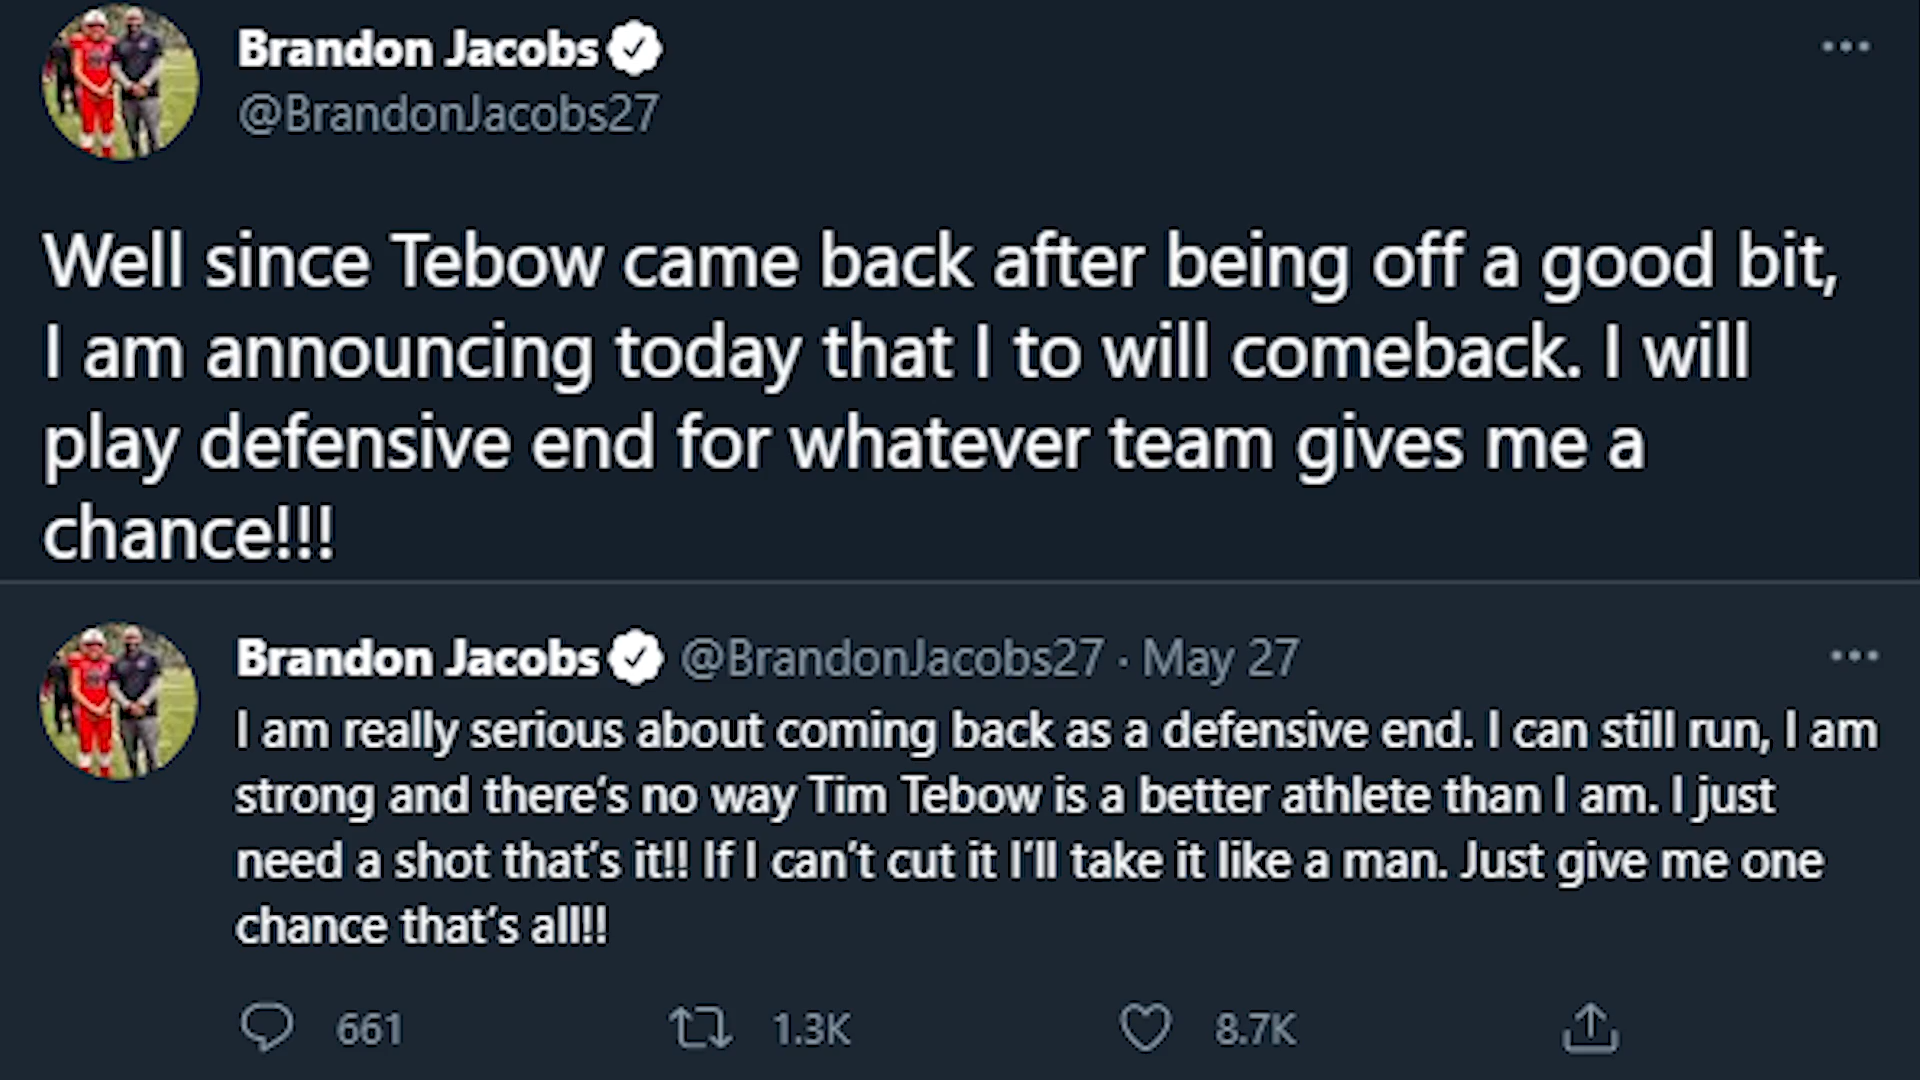 Brandon Jacobs
@BrandonJacobs27
Well since Tebow came back after being off a good bit,
I am announcing today that I to will comeback. I will
play defensive end for whatever team gives me a
chance!!!
Brandon Jacobs @BrandonJacobs27 · May 27
I am really serious about coming back as a defensive end. I can still run, I am
strong and there’s no way Tim Tebow is a better athlete than I am. I just
need a shot that’s it!! If I can’t cut it I’ll take it like a man. Just give me one
chance that’s all!!
661 1.3K 8.7K